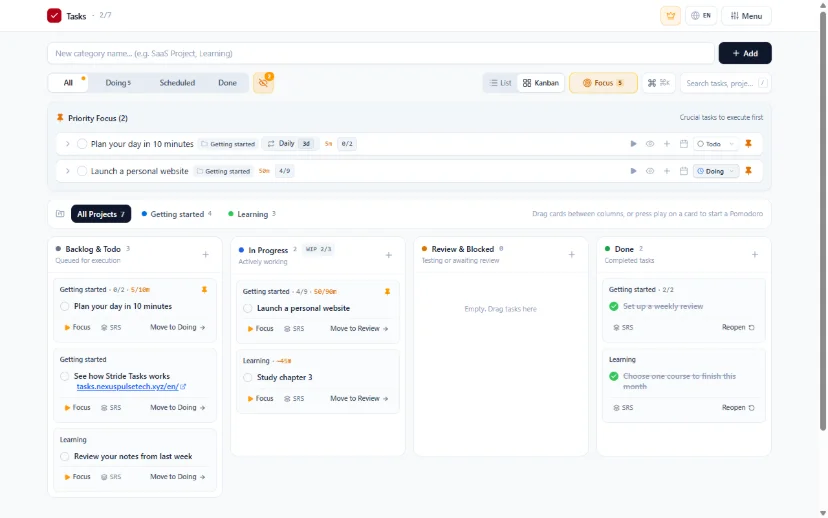 Tasks · 2/7
EN
Menu
New category name... (e.g. SaaS Project, Learning)
+ Add
All
Doing 5
Scheduled
Done
3
List
Kanban
Focus 5
⌘K
Search tasks, proje... /
Priority Focus (2)
Crucial tasks to execute first
Plan your day in 10 minutes
Getting started
Daily 3d
5m
0/2
Todo
Launch a personal website
Getting started
50m
4/9
Doing
All Projects 7
Getting started 4
Learning 3
Drag cards between columns, or press play on a card to start a Pomodoro
Backlog & Todo 3
Queued for execution
Getting started · 0/2 · 5/10m
Plan your day in 10 minutes
Focus SRS Move to Doing →
Getting started
See how Stride Tasks works
tasks.nexuspulsetech.xyz/en/
Focus SRS Move to Doing →
Learning
Review your notes from last week
Focus SRS Move to Doing →
In Progress 2 WIP 2/3
Actively working
Getting started · 4/9 · 50/90m
Launch a personal website
Focus SRS Move to Review →
Learning · ~45m
Study chapter 3
Focus SRS Move to Review →
Review & Blocked 0
Testing or awaiting review
Empty. Drag tasks here
Done 2
Completed tasks
Getting started · 2/2
Set up a weekly review
SRS Reopen
Learning
Choose one course to finish this
month
SRS Reopen